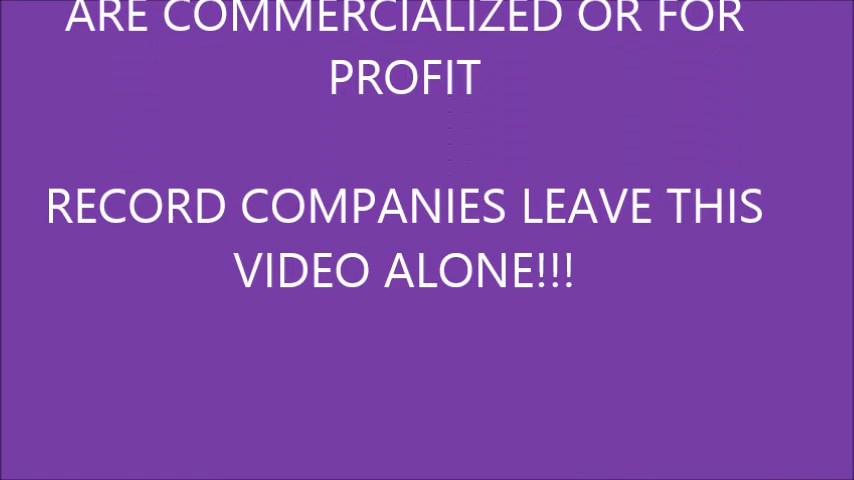 ARE COMMERCIALIZED OR FOR
PROFIT
RECORD COMPANIES LEAVE THIS
VIDEO ALONE!!!